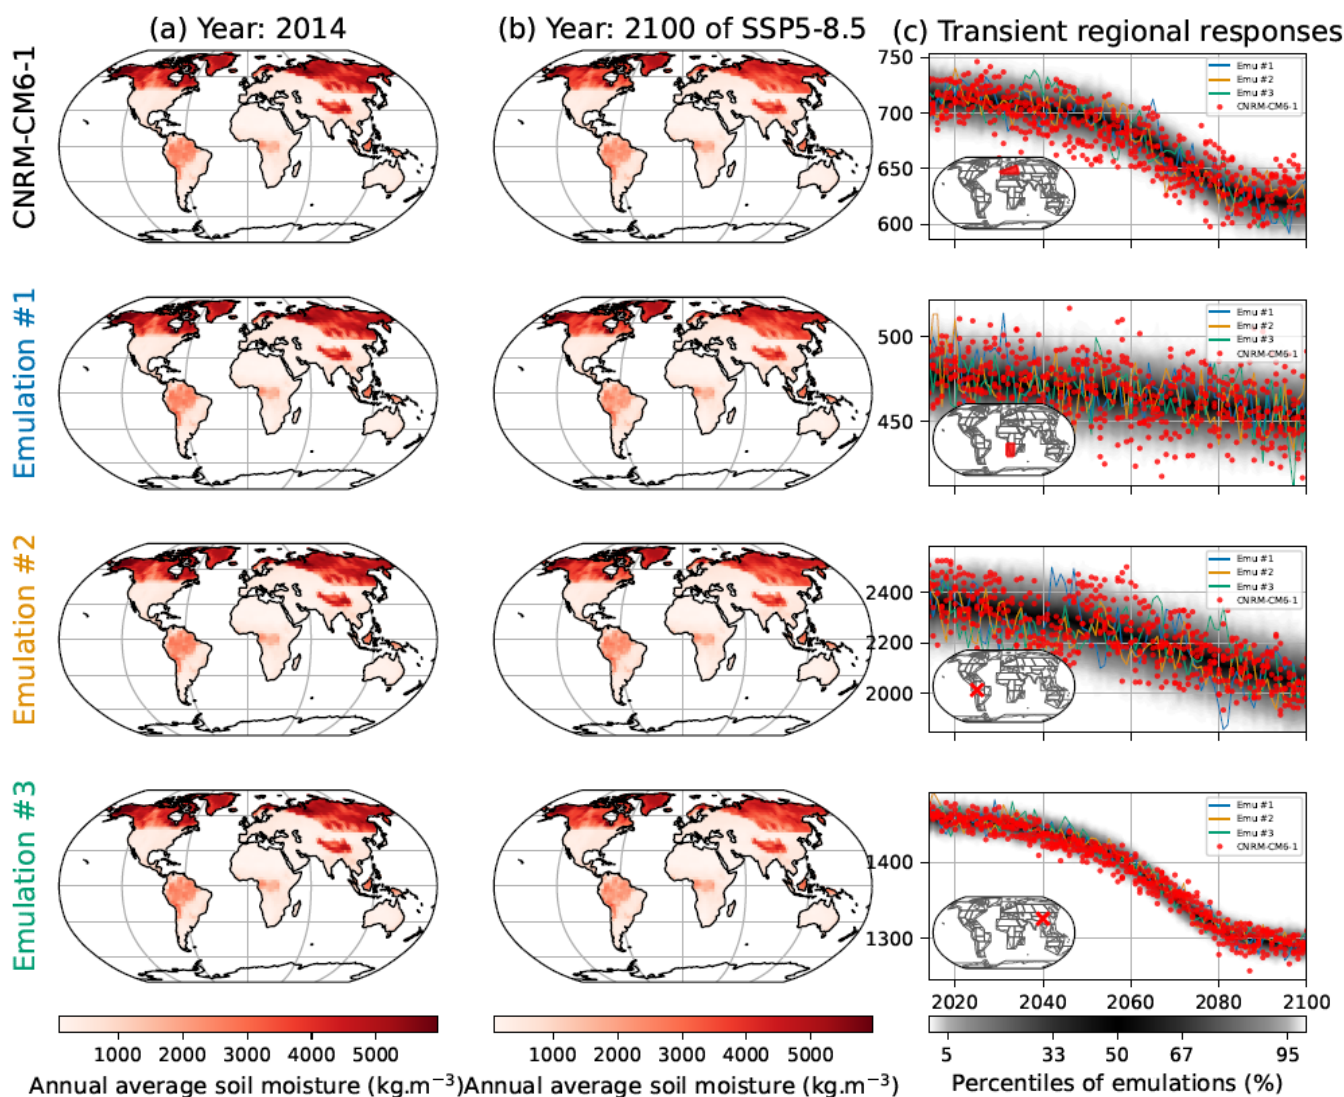 (a) Year: 2014
(b) Year: 2100 of SSP5-8.5
(c) Transient regional responses
CNRM-CM6-1
750
700
650
600
Emu #1
Emu #2
Emu #3
CNRM-CM6-1
Emulation #1
500
450
Emu #1
Emu #2
Emu #3
CNRM-CM6-1
Emulation #2
2400
2200
2000
Emu #1
Emu #2
Emu #3
CNRM-CM6-1
Emulation #3
1400
1300
Emu #1
Emu #2
Emu #3
CNRM-CM6-1
2020 2040 2060 2080 2100
1000 2000 3000 4000 5000
Annual average soil moisture (kg.m⁻³)
1000 2000 3000 4000 5000
Annual average soil moisture (kg.m⁻³)
5 33 50 67 95
Percentiles of emulations (%)